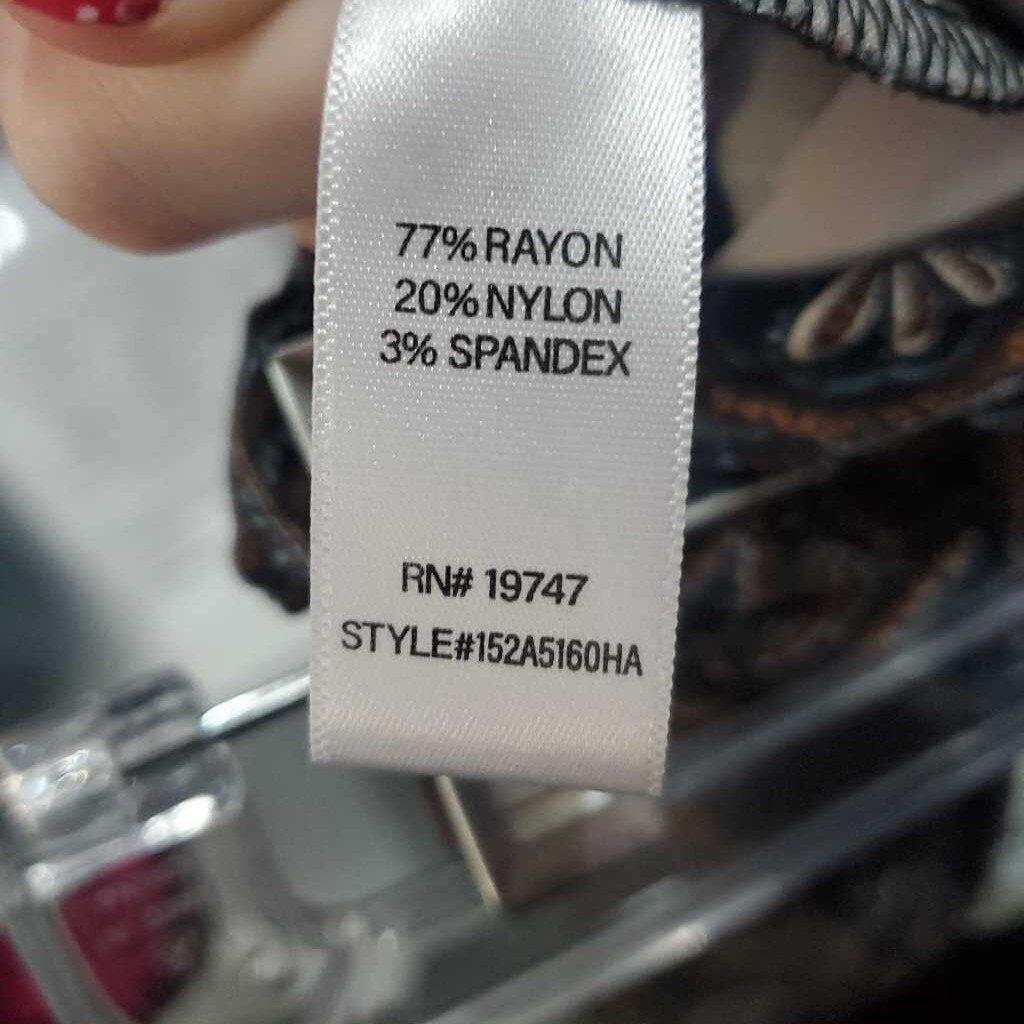 77% RAYON
20% NYLON
3% SPANDEX
RN# 19747
STYLE#152A5160HA